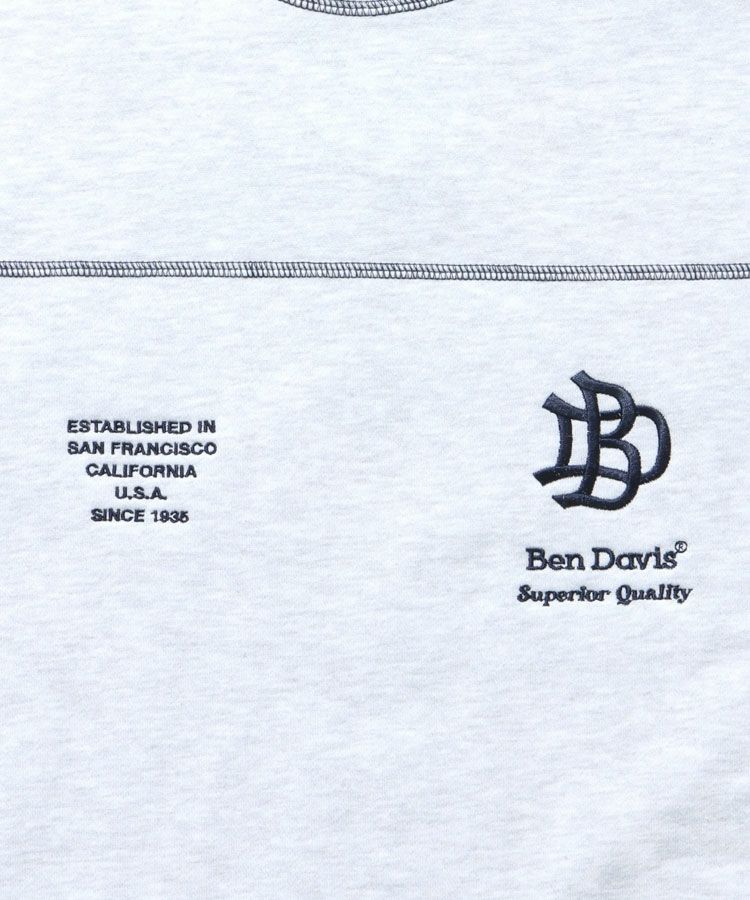 ESTABLISHED IN
SAN FRANCISCO
CALIFORNIA
U.S.A.
SINCE 1935
BD
Ben Davis®
Superior Quality